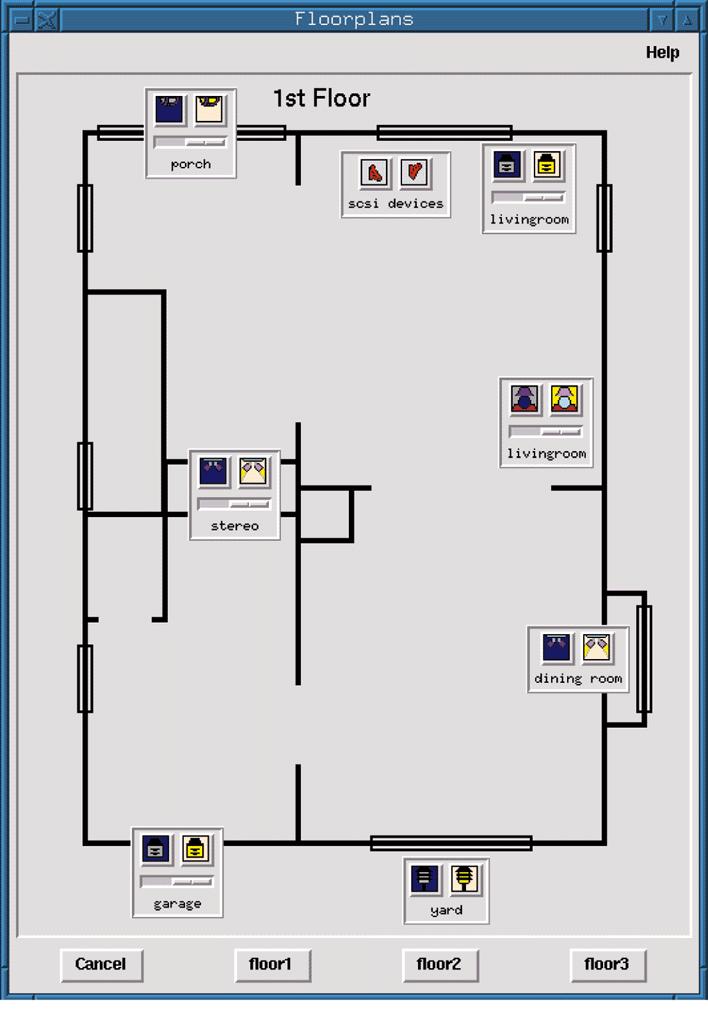 Floorplans
Help
1st Floor
porch
scsi devices
livingroom
livingroom
stereo
dining room
garage
yard
Cancel
floor1
floor2
floor3